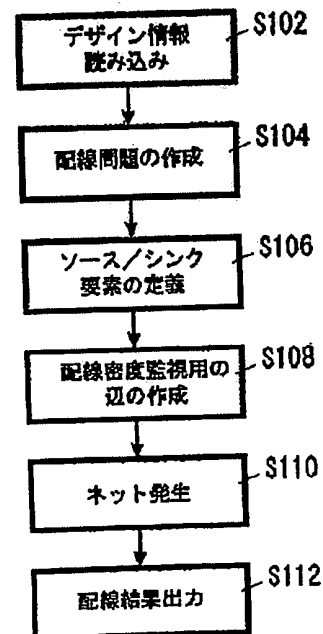 デザイン情報
読み込み
S102
配線問題の作成
S104
ソース/シンク
要素の定義
S106
配線密度監視用の
辺の作成
S108
ネット発生
S110
配線結果出力
S112